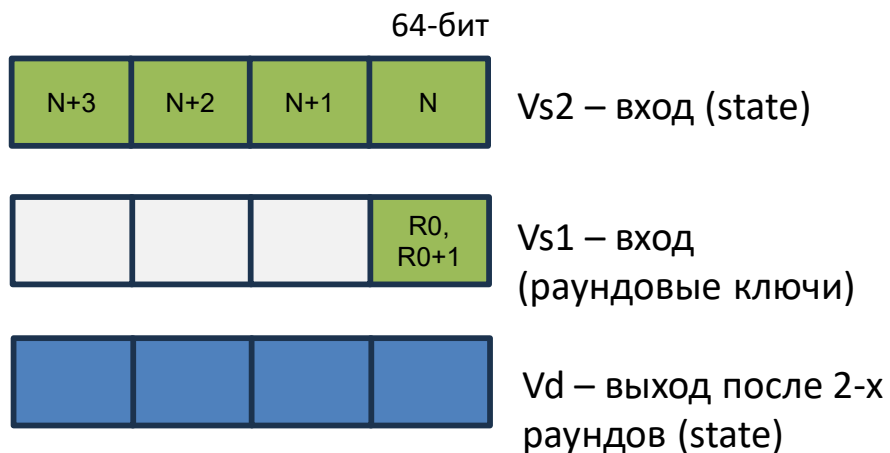 64-бит
N+3 N+2 N+1 N
Vs2 – вход (state)
R0,
R0+1
Vs1 – вход
(раундовые ключи)
Vd – выход после 2-х
раундов (state)